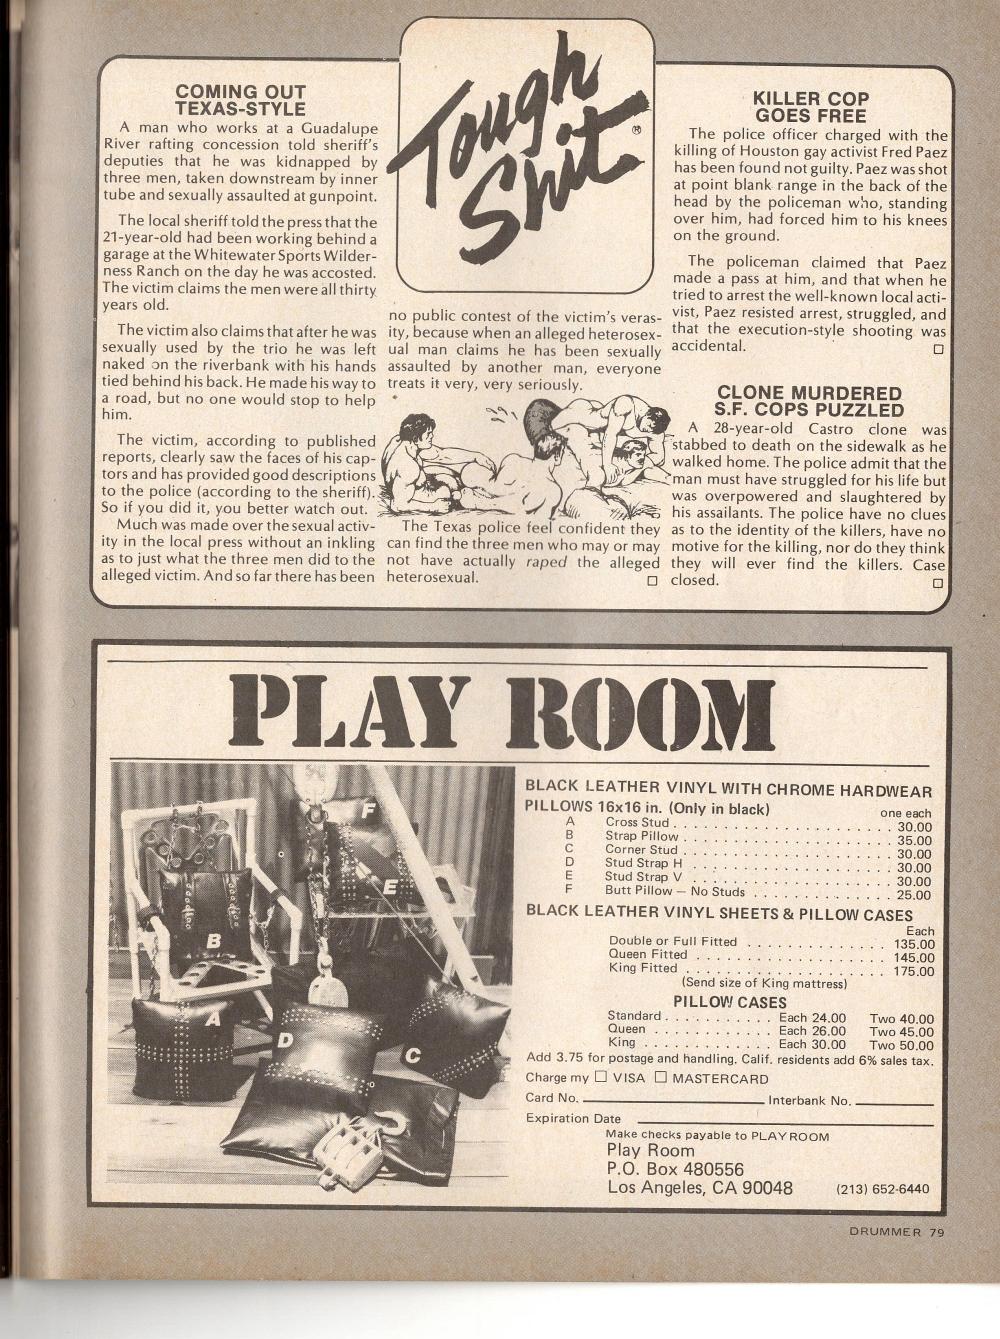 Tough
Shit
®
COMING OUT
TEXAS-STYLE
A man who works at a Guadalupe
River rafting concession told sheriff's
deputies that he was kidnapped by
three men, taken downstream by inner
tube and sexually assaulted at gunpoint.
The local sheriff told the press that the
21-year-old had been working behind a
garage at the Whitewater Sports Wilder-
ness Ranch on the day he was accosted.
The victim claims the men were all thirty
years old.
The victim also claims that after he was
sexually used by the trio he was left
naked on the riverbank with his hands
tied behind his back. He made his way to
a road, but no one would stop to help
him.
The victim, according to published
reports, clearly saw the faces of his cap-
tors and has provided good descriptions
to the police (according to the sheriff).
So if you did it, you better watch out.
Much was made over the sexual activ-
ity in the local press without an inkling
as to just what the three men did to the
alleged victim. And so far there has been
no public contest of the victim's veras-
ity, because when an alleged heterosex-
ual man claims he has been sexually
assaulted by another man, everyone
treats it very, very seriously.
The Texas police feel confident they
can find the three men who may or may
not have actually raped the alleged
heterosexual. □
KILLER COP
GOES FREE
The police officer charged with the
killing of Houston gay activist Fred Paez
has been found not guilty. Paez was shot
at point blank range in the back of the
head by the policeman who, standing
over him, had forced him to his knees
on the ground.
The policeman claimed that Paez
made a pass at him, and that when he
tried to arrest the well-known local acti-
vist, Paez resisted arrest, struggled, and
that the execution-style shooting was
accidental. □
CLONE MURDERED
S.F. COPS PUZZLED
A 28-year-old Castro clone was
stabbed to death on the sidewalk as he
walked home. The police admit that the
man must have struggled for his life but
was overpowered and slaughtered by
his assailants. The police have no clues
as to the identity of the killers, have no
motive for the killing, nor do they think
they will ever find the killers. Case
closed. □
PLAY ROOM
F
E
B
A
D
C
BLACK LEATHER VINYL WITH CHROME HARDWEAR
PILLOWS 16x16 in. (Only in black) one each
A Cross Stud . . . . . . . . . . . . . . . . . . . . . . 30.00
B Strap Pillow . . . . . . . . . . . . . . . . . . . . . 35.00
C Corner Stud . . . . . . . . . . . . . . . . . . . . . 30.00
D Stud Strap H . . . . . . . . . . . . . . . . . . . . 30.00
E Stud Strap V . . . . . . . . . . . . . . . . . . . . 30.00
F Butt Pillow — No Studs . . . . . . . . . . . . . . 25.00
BLACK LEATHER VINYL SHEETS & PILLOW CASES
Each
Double or Full Fitted . . . . . . . . . . . . . . 135.00
Queen Fitted . . . . . . . . . . . . . . . . . . . 145.00
King Fitted . . . . . . . . . . . . . . . . . . . . 175.00
(Send size of King mattress)
PILLOW CASES
Standard . . . . . . . . . . . Each 24.00 Two 40.00
Queen . . . . . . . . . . . . Each 26.00 Two 45.00
King . . . . . . . . . . . . . Each 30.00 Two 50.00
Add 3.75 for postage and handling. Calif. residents add 6% sales tax.
Charge my □ VISA □ MASTERCARD
Card No. Interbank No.
Expiration Date
Make checks payable to PLAYROOM
Play Room
P.O. Box 480556
Los Angeles, CA 90048 (213) 652-6440
DRUMMER 79